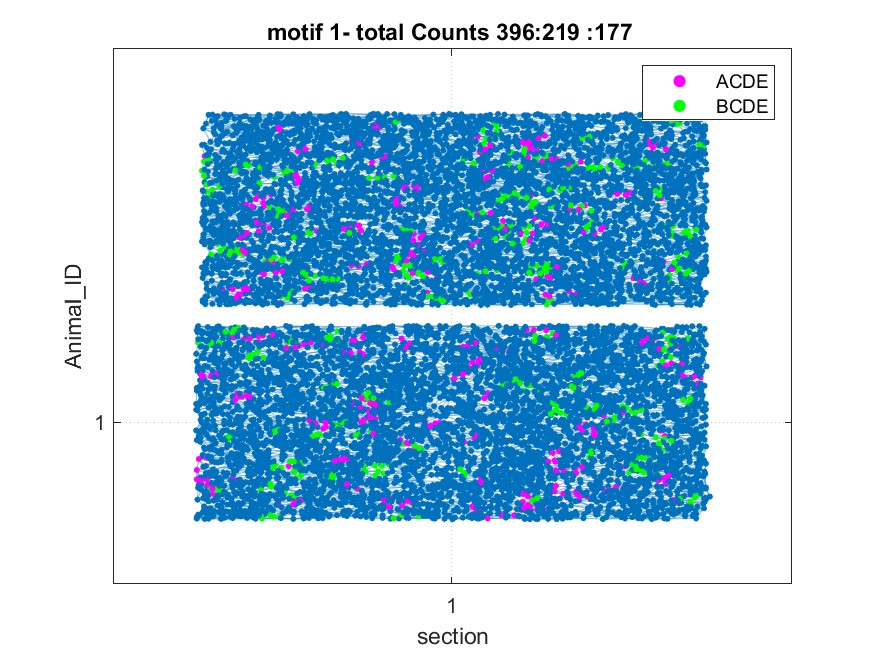 motif 1- total Counts 396:219 :177
ACDE
BCDE
Animal_ID
1
1
section